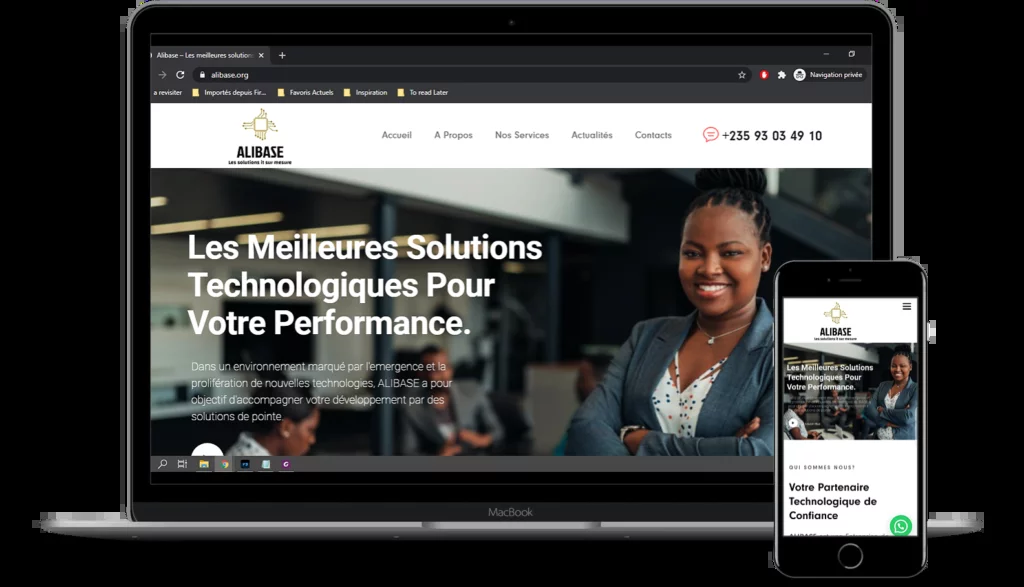 Alibase – Les meilleures solution
alibase.org
Navigation privée
a revisiter
Importés depuis Fir...
Favoris Actuels
Inspiration
To read Later
ALIBASE
Les solutions it sur mesure
Accueil
A Propos
Nos Services
Actualités
Contacts
+235 93 03 49 10
Les Meilleures Solutions
Technologiques Pour
Votre Performance.
Dans un environnement marqué par l'emergence et la
prolifération de nouvelles technologies, ALIBASE a pour
objectif d'accompagner votre développement par des
solutions de pointe.
MacBook
ALIBASE
Les solutions it sur mesure
Les Meilleures Solutions
Technologiques Pour
Votre Performance.
QUI SOMMES NOUS?
Votre Partenaire
Technologique de
Confiance